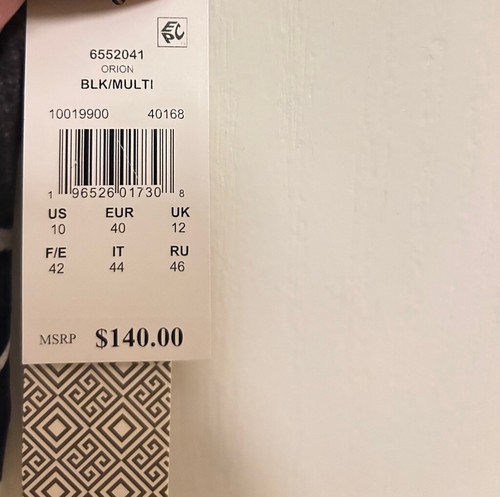 EPC
6552041
ORION
BLK/MULTI
10019900 40168
1 96526 01730 8
US EUR UK
10 40 12
F/E IT RU
42 44 46
MSRP $140.00